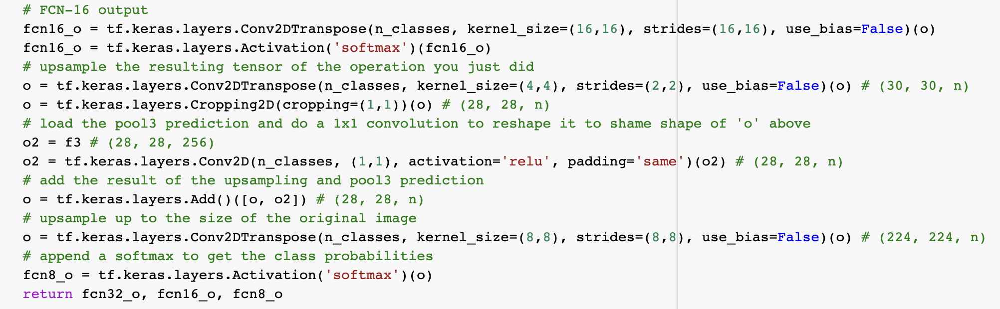 # FCN-16 output
fcn16_o = tf.keras.layers.Conv2DTranspose(n_classes, kernel_size=(16,16), strides=(16,16), use_bias=False)(o)
fcn16_o = tf.keras.layers.Activation('softmax')(fcn16_o)
# upsample the resulting tensor of the operation you just did
o = tf.keras.layers.Conv2DTranspose(n_classes, kernel_size=(4,4), strides=(2,2), use_bias=False)(o) # (30, 30, n)
o = tf.keras.layers.Cropping2D(cropping=(1,1))(o) # (28, 28, n)
# load the pool3 prediction and do a 1x1 convolution to reshape it to shame shape of 'o' above
o2 = f3 # (28, 28, 256)
o2 = tf.keras.layers.Conv2D(n_classes, (1,1), activation='relu', padding='same')(o2) # (28, 28, n)
# add the result of the upsampling and pool3 prediction
o = tf.keras.layers.Add()([o, o2]) # (28, 28, n)
# upsample up to the size of the original image
o = tf.keras.layers.Conv2DTranspose(n_classes, kernel_size=(8,8), strides=(8,8), use_bias=False)(o) # (224, 224, n)
# append a softmax to get the class probabilities
fcn8_o = tf.keras.layers.Activation('softmax')(o)
return fcn32_o, fcn16_o, fcn8_o